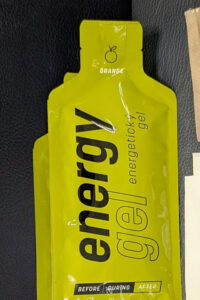 ORANGE
energy
gel
energetický
gel
BEFORE DURING AFTER